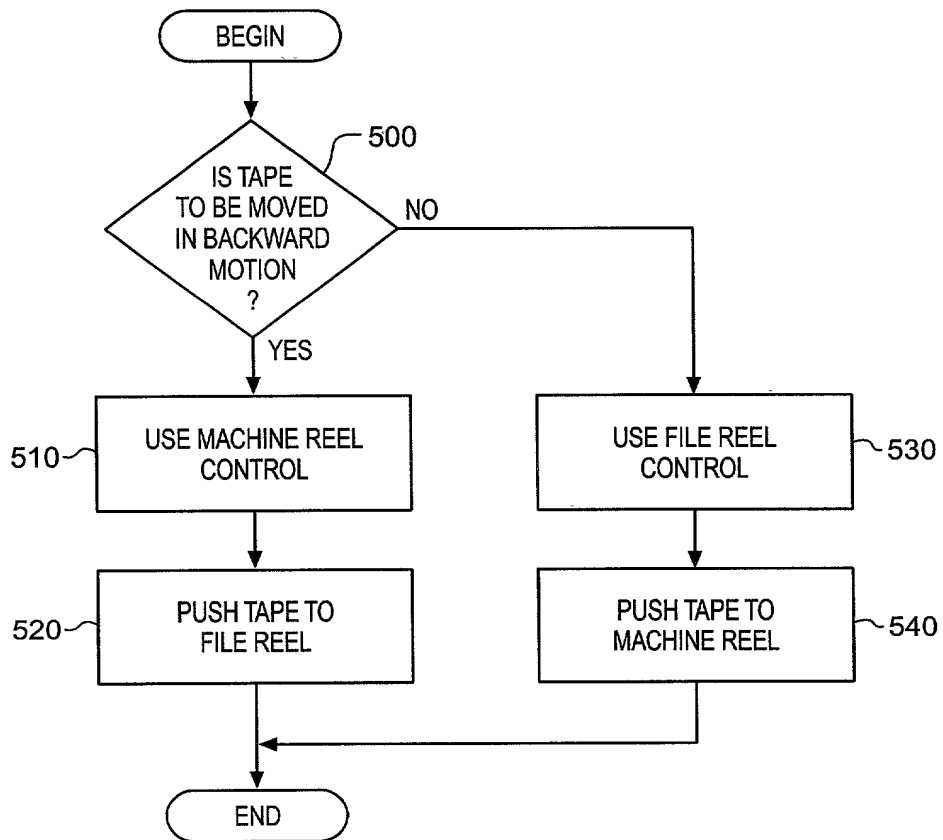 BEGIN
500
IS TAPE
TO BE MOVED
IN BACKWARD
MOTION
?
NO
YES
510
USE MACHINE REEL
CONTROL
USE FILE REEL
CONTROL
530
520
PUSH TAPE TO
FILE REEL
PUSH TAPE TO
MACHINE REEL
540
END